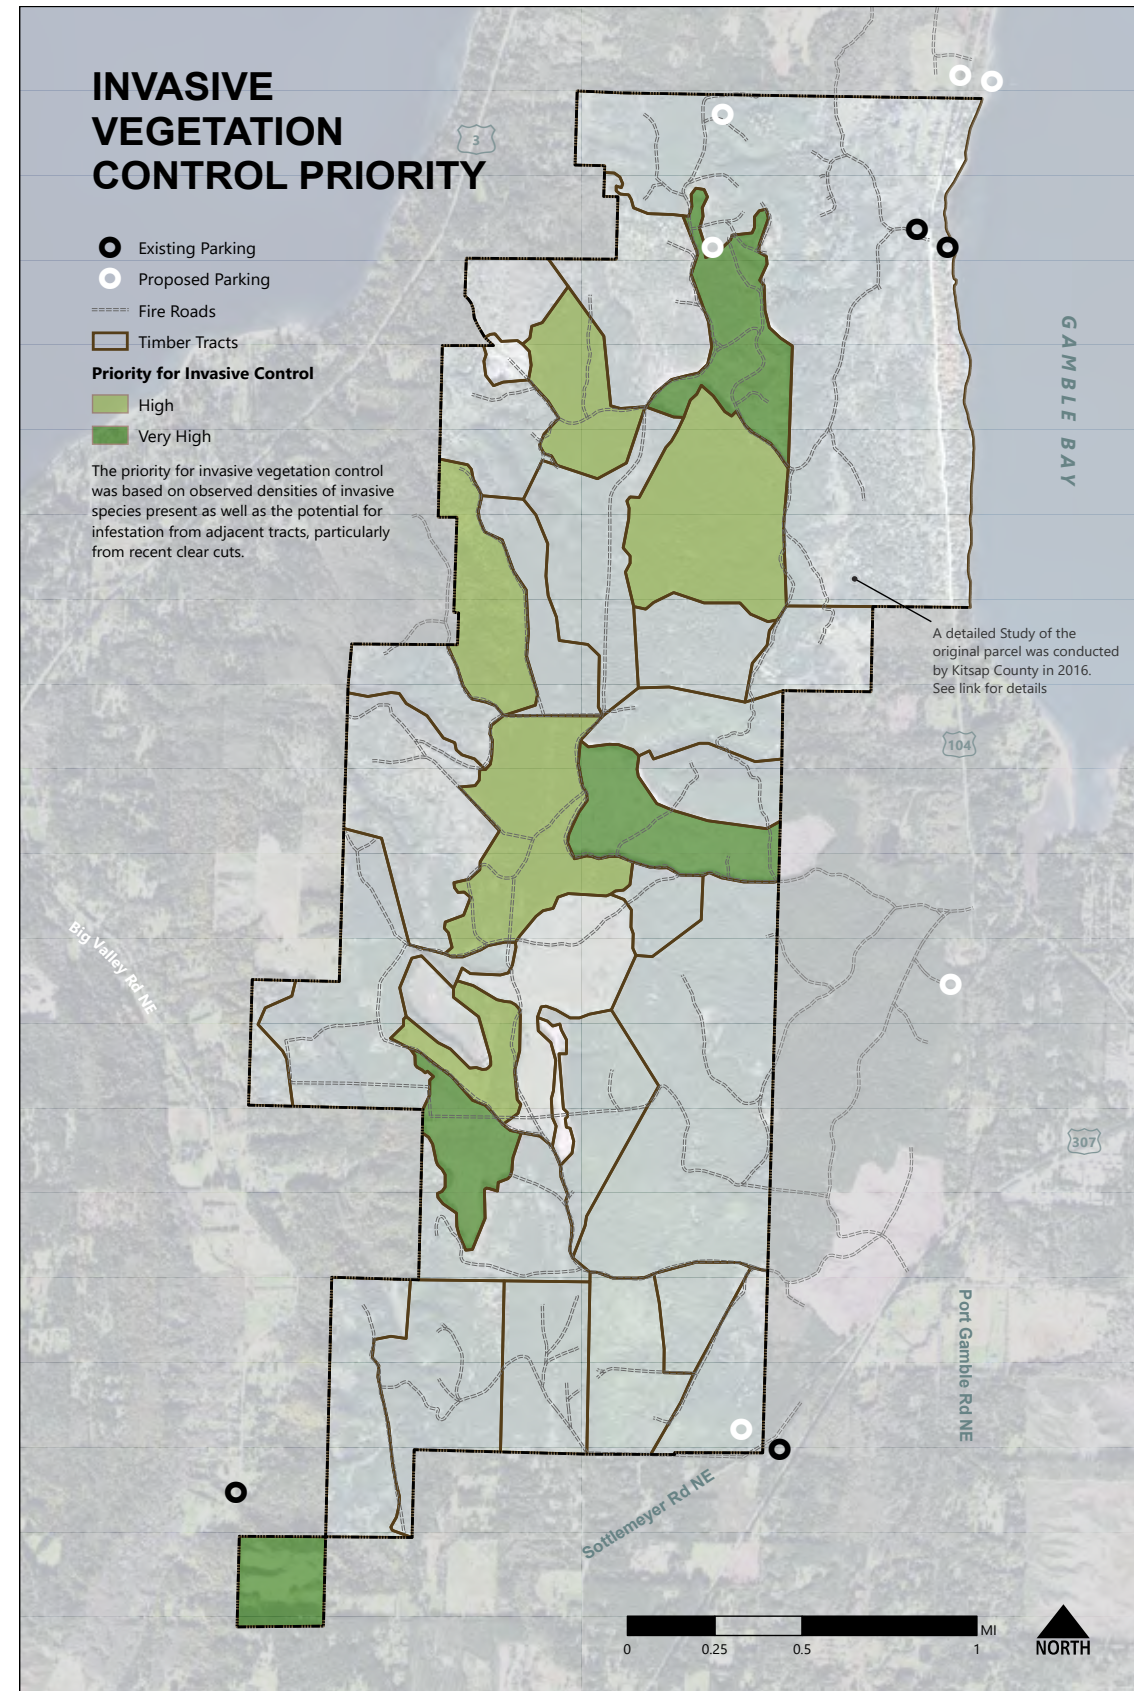 INVASIVE
VEGETATION
CONTROL PRIORITY
3
Existing Parking
Proposed Parking
Fire Roads
Timber Tracts
Priority for Invasive Control
High
Very High
The priority for invasive vegetation control
was based on observed densities of invasive
species present as well as the potential for
infestation from adjacent tracts, particularly
from recent clear cuts.
GAMBLE BAY
A detailed Study of the
original parcel was conducted
by Kitsap County in 2016.
See link for details
104
Big Valley Rd NE
307
Port Gamble Rd NE
Sottlemeyer Rd NE
MI
0 0.25 0.5 1
NORTH